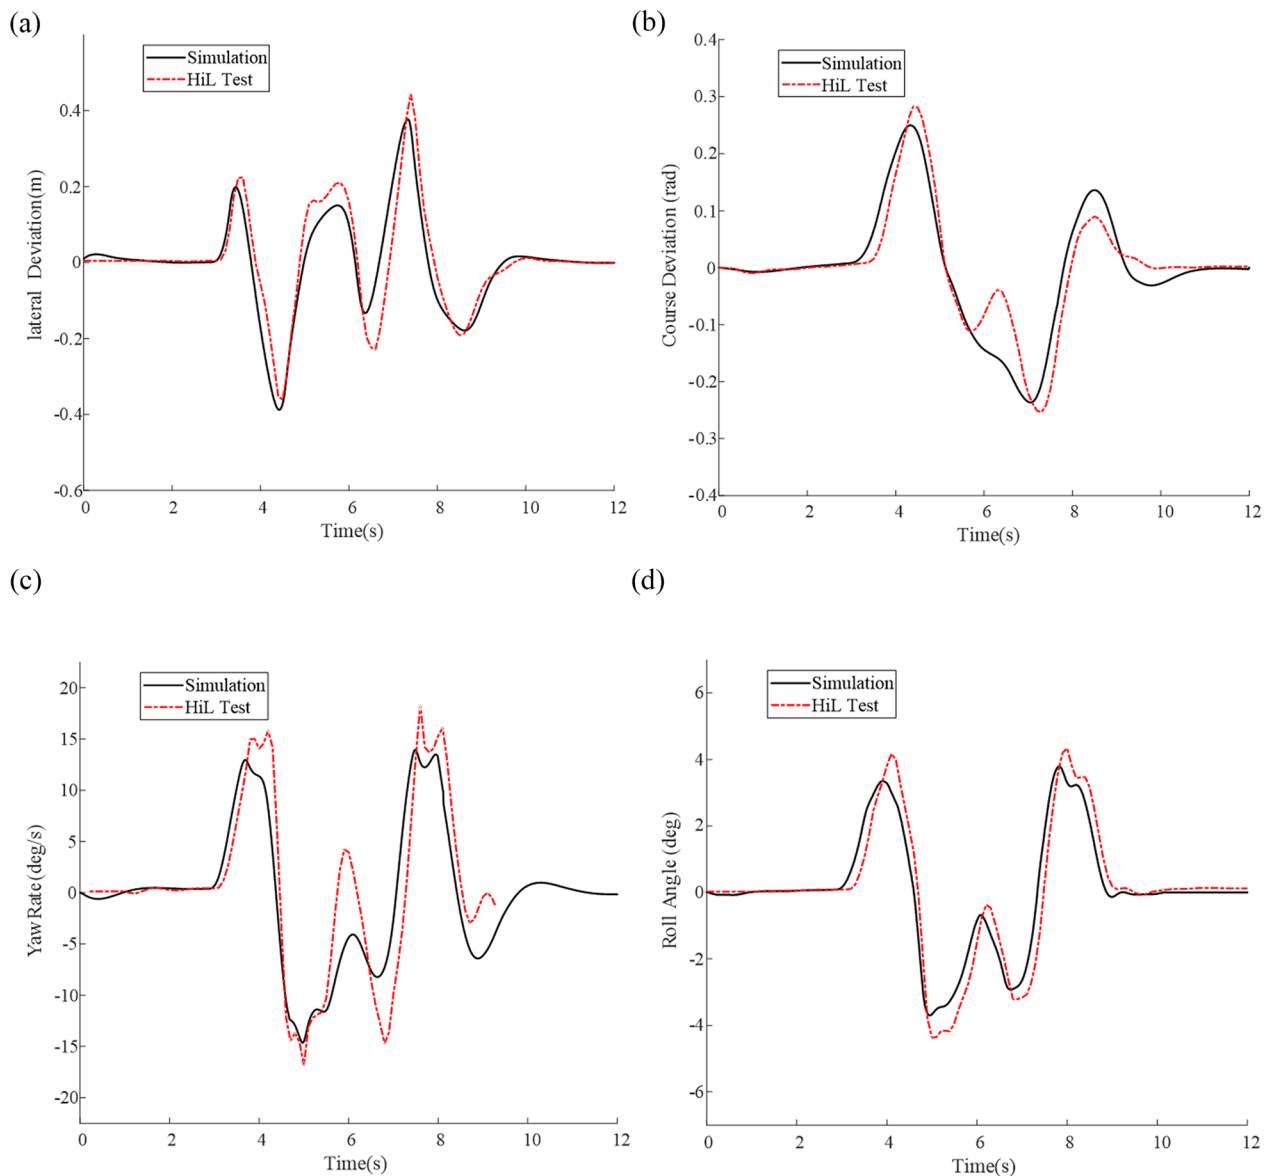 (a)
Simulation
HiL Test
0.4
0.2
0
-0.2
-0.4
-0.6
lateral Deviation(m)
0 2 4 6 8 10 12
Time(s)
(b)
Simulation
HiL Test
0.4
0.3
0.2
0.1
0
-0.1
-0.2
-0.3
-0.4
Course Deviation (rad)
0 2 4 6 8 10 12
Time(s)
(c)
Simulation
HiL Test
20
15
10
5
0
-5
-10
-15
-20
Yaw Rate(deg/s)
0 2 4 6 8 10 12
Time(s)
(d)
Simulation
HiL Test
6
4
2
0
-2
-4
-6
Roll Angle (deg)
0 2 4 6 8 10 12
Time(s)